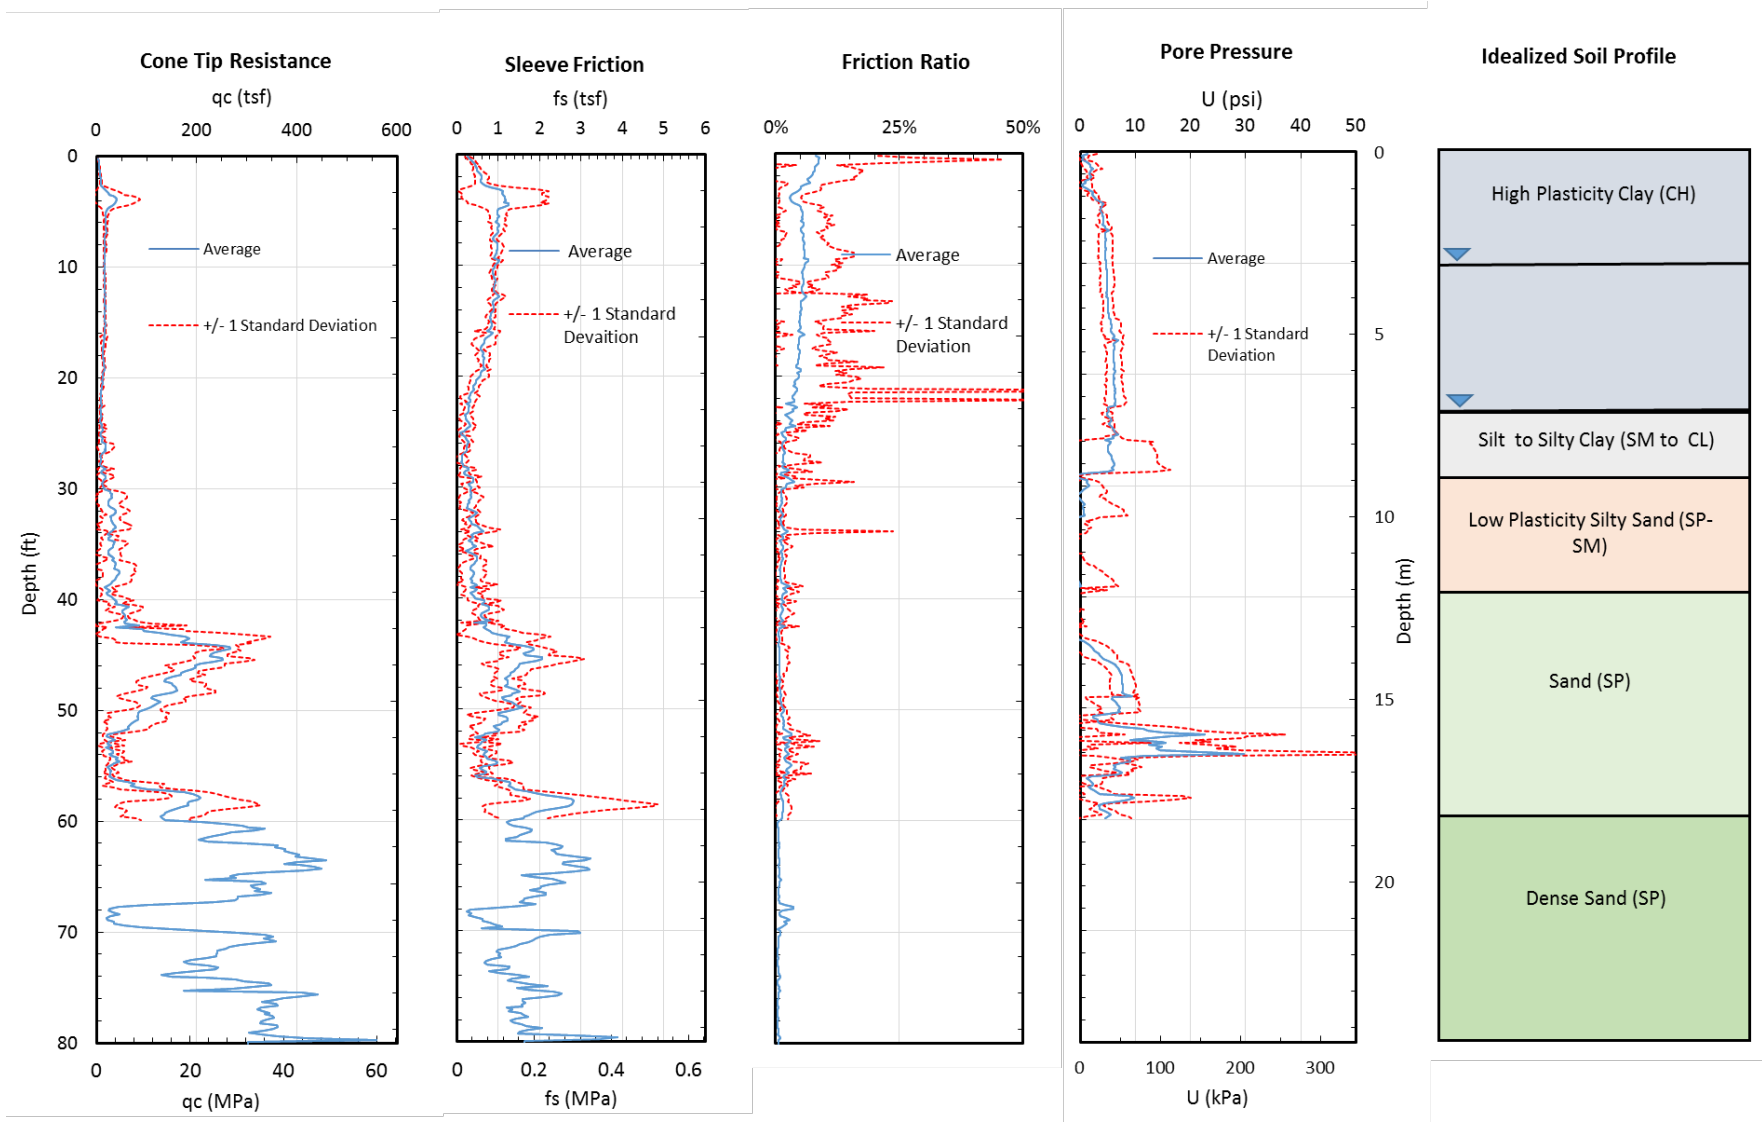 Cone Tip Resistance
qc (tsf)
0 200 400 600
Sleeve Friction
fs (tsf)
0 1 2 3 4 5 6
Friction Ratio
0% 25% 50%
Pore Pressure
U (psi)
0 10 20 30 40 50
Idealized Soil Profile
0
10
20
30
40
50
60
70
80
Depth (ft)
Average
+/- 1 Standard Deviation
Average
+/- 1 Standard
Devaition
Average
+/- 1 Standard
Deviation
Average
+/- 1 Standard
Deviation
0
5
10
15
20
Depth (m)
High Plasticity Clay (CH)
Silt to Silty Clay (SM to CL)
Low Plasticity Silty Sand (SP-
SM)
Sand (SP)
Dense Sand (SP)
0 20 40 60
qc (MPa)
0 0.2 0.4 0.6
fs (MPa)
0 100 200 300
U (kPa)